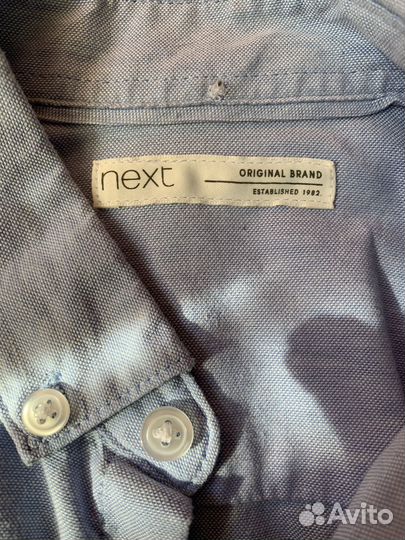 next
ORIGINAL BRAND
ESTABLISHED 1982
Avito